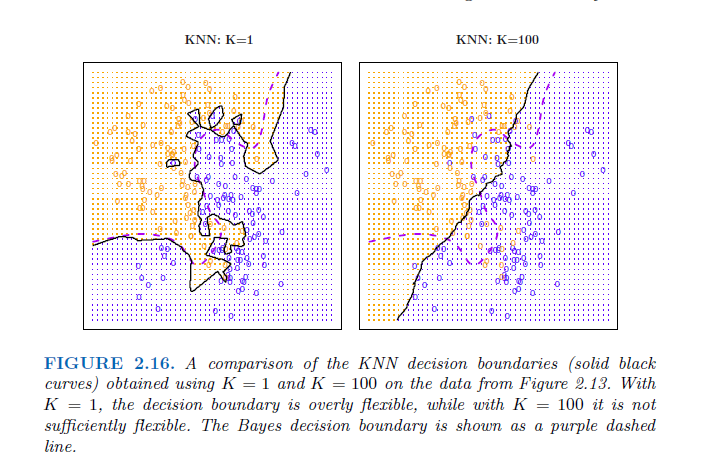 KNN: K=1
KNN: K=100
FIGURE 2.16. A comparison of the KNN decision boundaries (solid black
curves) obtained using K = 1 and K = 100 on the data from Figure 2.13. With
K = 1, the decision boundary is overly flexible, while with K = 100 it is not
sufficiently flexible. The Bayes decision boundary is shown as a purple dashed
line.